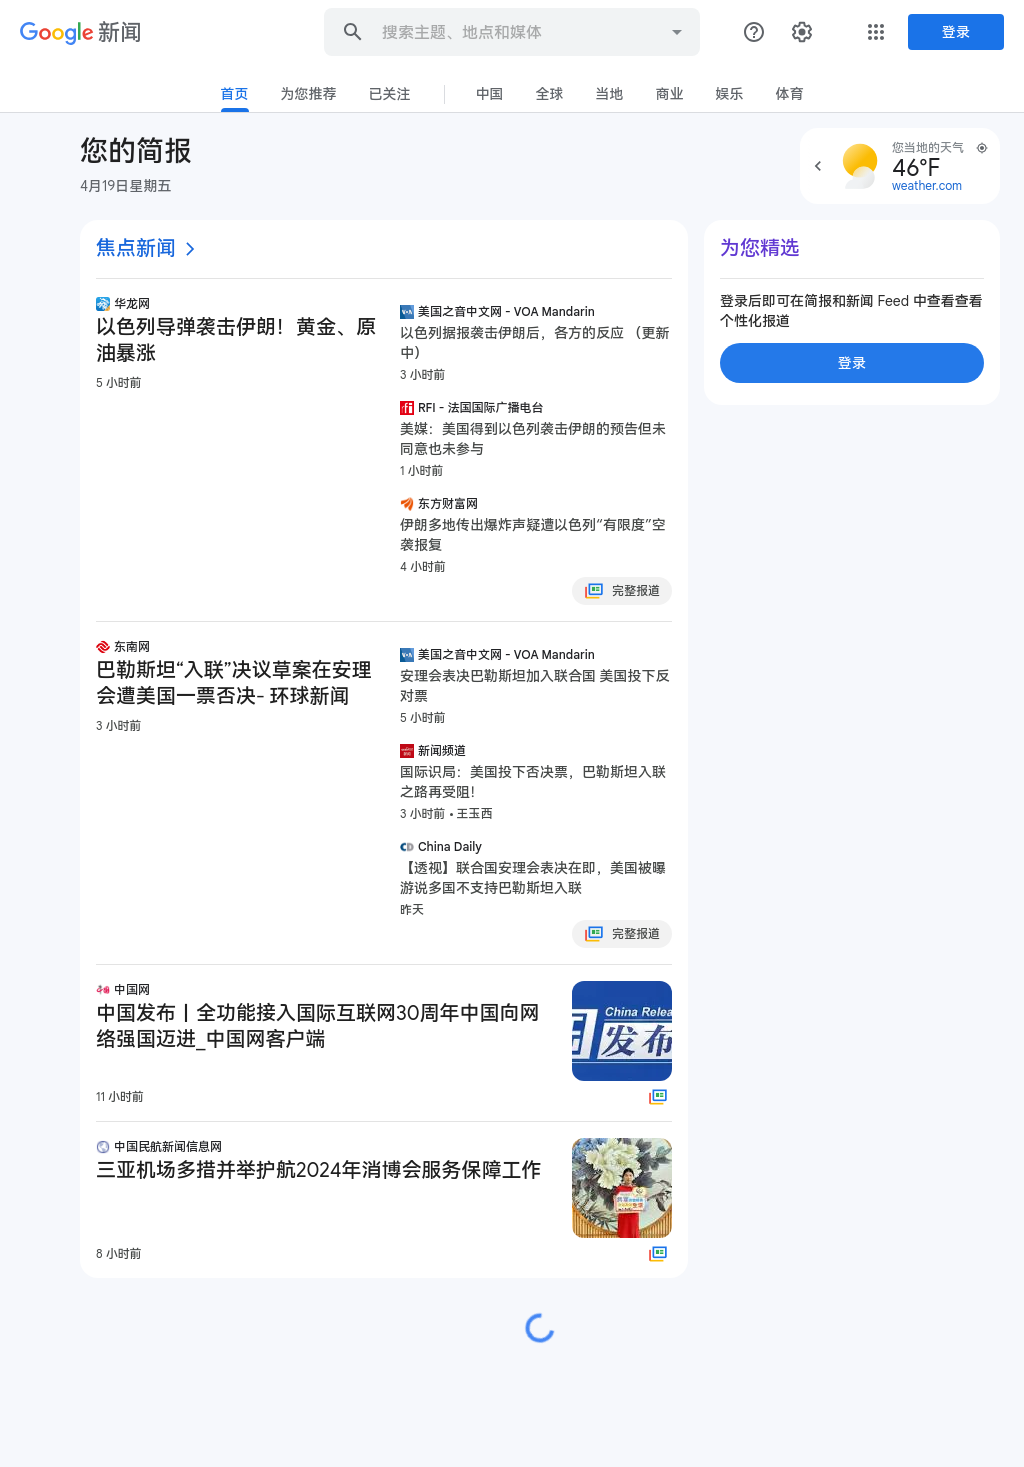 Google 新闻
搜索主题、地点和媒体
登录
首页
为您推荐
已关注
中国
全球
当地
商业
娱乐
体育
您的简报
4月19日星期五
您当地的天气
46°F
weather.com
焦点新闻
华龙网
以色列导弹袭击伊朗！黄金、原
油暴涨
5 小时前
美国之音中文网 - VOA Mandarin
以色列据报袭击伊朗后，各方的反应 （更新
中）
3 小时前
RFI - 法国国际广播电台
美媒：美国得到以色列袭击伊朗的预告但未
同意也未参与
1 小时前
东方财富网
伊朗多地传出爆炸声疑遭以色列“有限度”空
袭报复
4 小时前
完整报道
东南网
巴勒斯坦“入联”决议草案在安理
会遭美国一票否决- 环球新闻
3 小时前
美国之音中文网 - VOA Mandarin
安理会表决巴勒斯坦加入联合国 美国投下反
对票
5 小时前
新闻频道
国际识局：美国投下否决票，巴勒斯坦入联
之路再受阻！
3 小时前 • 王玉西
China Daily
【透视】联合国安理会表决在即，美国被曝
游说多国不支持巴勒斯坦入联
昨天
完整报道
中国网
中国发布丨全功能接入国际互联网30周年中国向网
络强国迈进_中国网客户端
11 小时前
China Relea
国发布
中国民航新闻信息网
三亚机场多措并举护航2024年消博会服务保障工作
8 小时前
为您精选
登录后即可在简报和新闻 Feed 中查看查看
个性化报道
登录